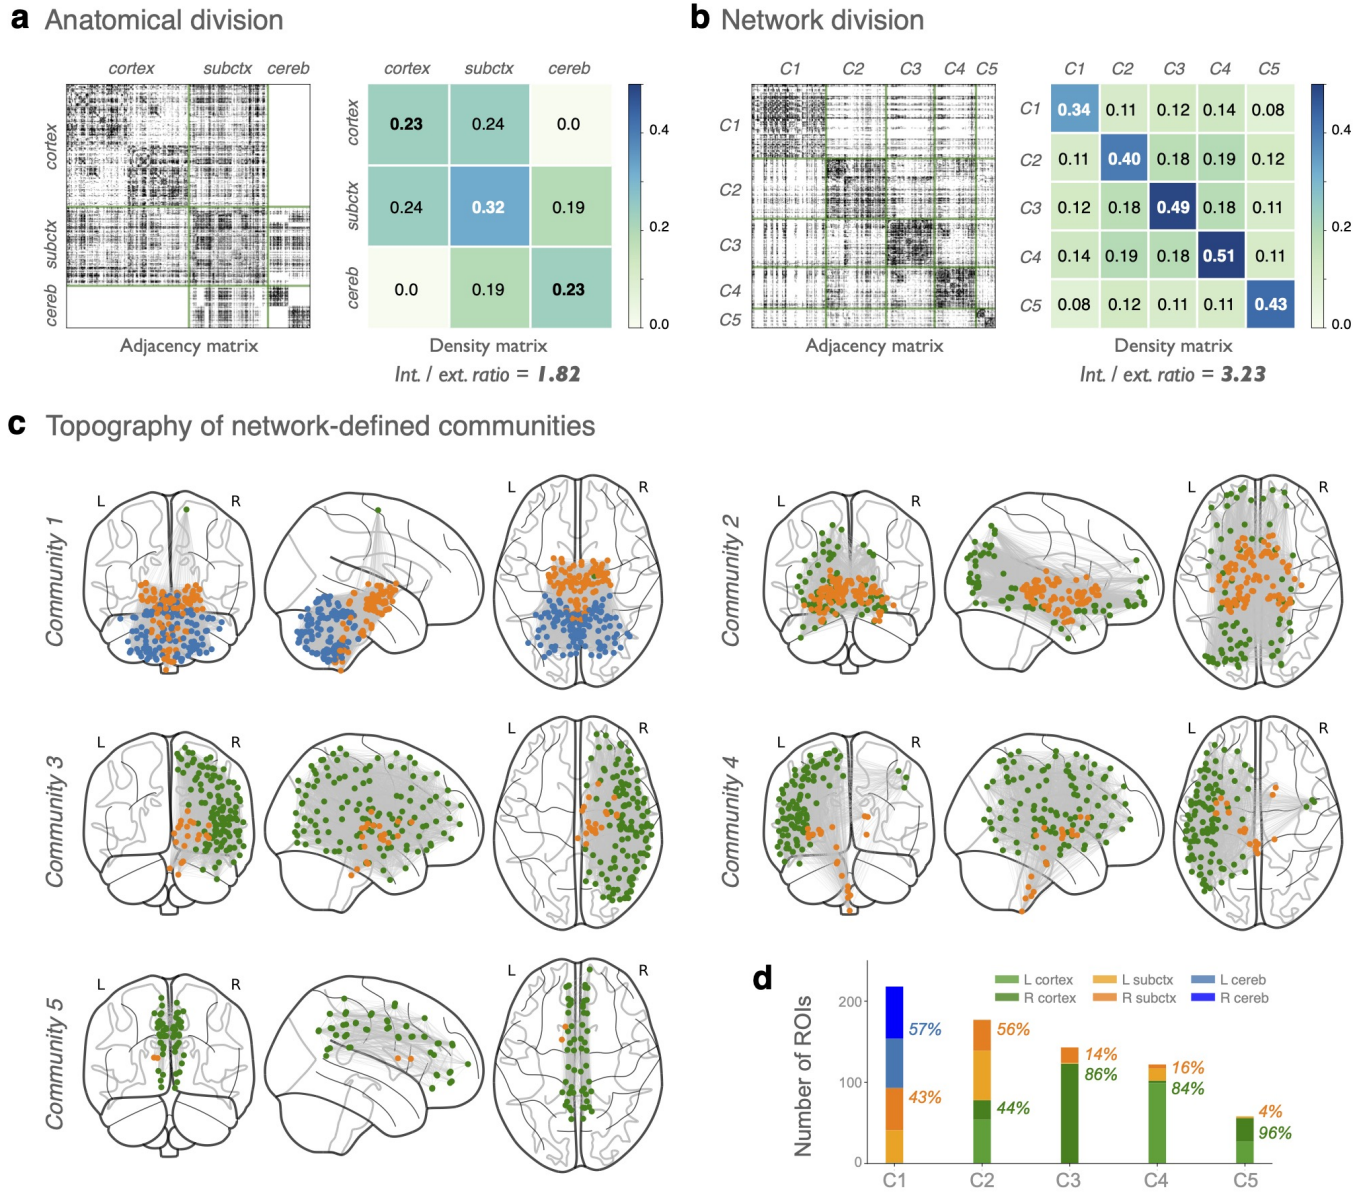 a Anatomical division
cortex subctx cereb
cortex subctx cereb
cortex
subctx
cereb
cortex
subctx
cereb
0.23 0.24 0.0
0.24 0.32 0.19
0.0 0.19 0.23
0.4
0.2
0.0
Adjacency matrix
Density matrix
Int. / ext. ratio = 1.82
b Network division
C1 C2 C3 C4 C5
C1 C2 C3 C4 C5
C1
C2
C3
C4
C5
C1 0.34 0.11 0.12 0.14 0.08
C2 0.11 0.40 0.18 0.19 0.12
C3 0.12 0.18 0.49 0.18 0.11
C4 0.14 0.19 0.18 0.51 0.11
C5 0.08 0.12 0.11 0.11 0.43
0.4
0.2
0.0
Adjacency matrix
Density matrix
Int. / ext. ratio = 3.23
c Topography of network-defined communities
Community 1
L R
L R
Community 2
L R
L R
Community 3
L R
L R
Community 4
L R
L R
Community 5
L R
L R
d
L cortex L subctx L cereb
R cortex R subctx R cereb
Number of ROIs
200
100
0
57%
43%
56%
44%
14%
86%
16%
84%
4%
96%
C1 C2 C3 C4 C5